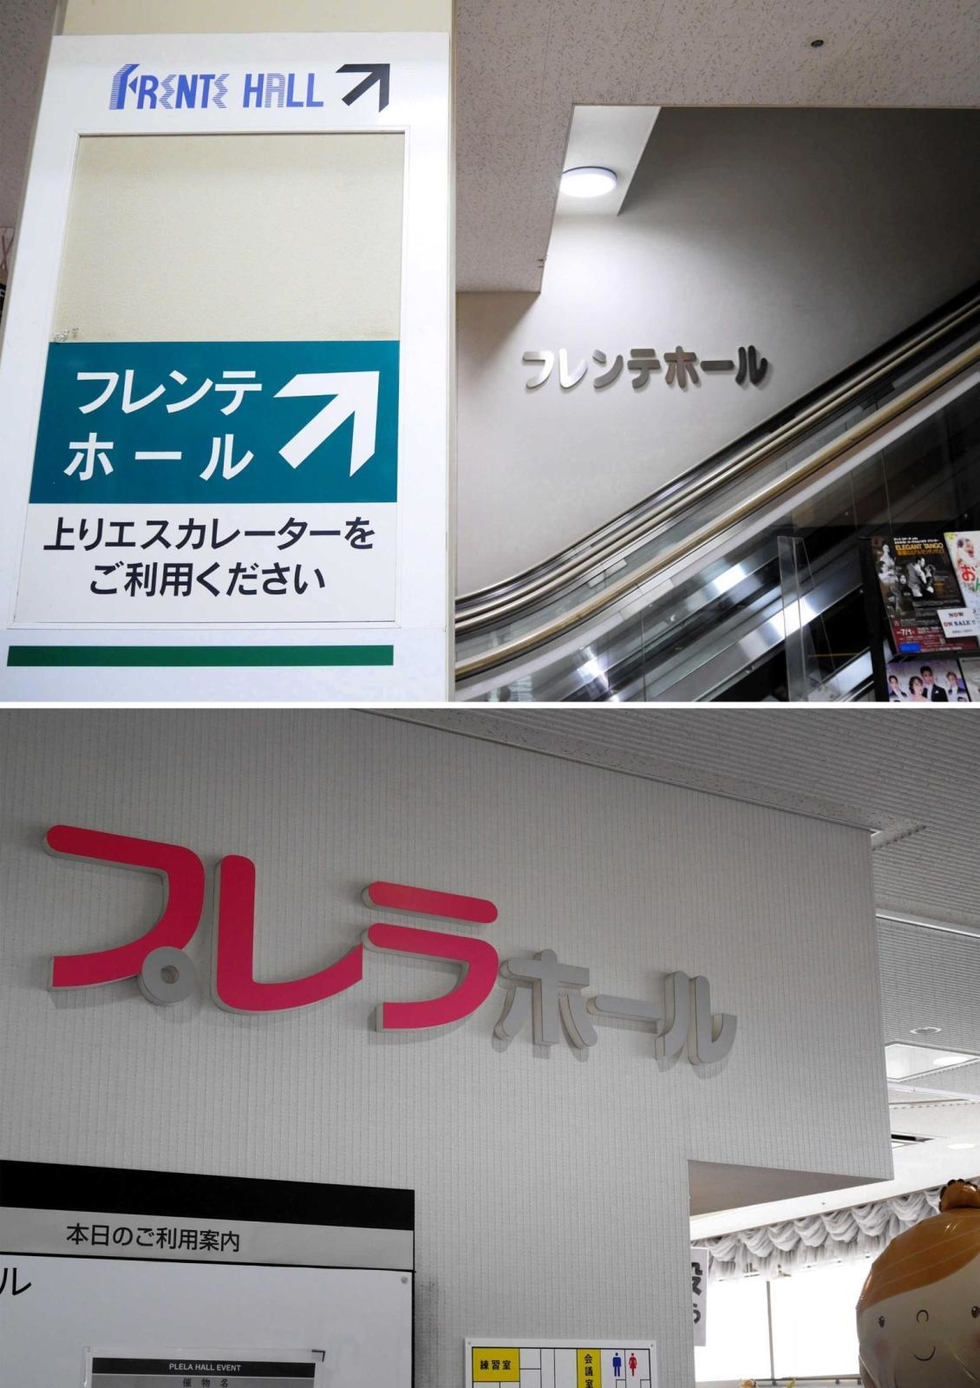 FRENTE HALL
フレンテ
ホール
上りエスカレーターを
ご利用ください
フレンテホール
ELEGANT TANGO
NOW
ON SALE!!
プレラホール
本日のご利用案内
ル
PLELA HALL EVENT
催物名
練習室
会議室